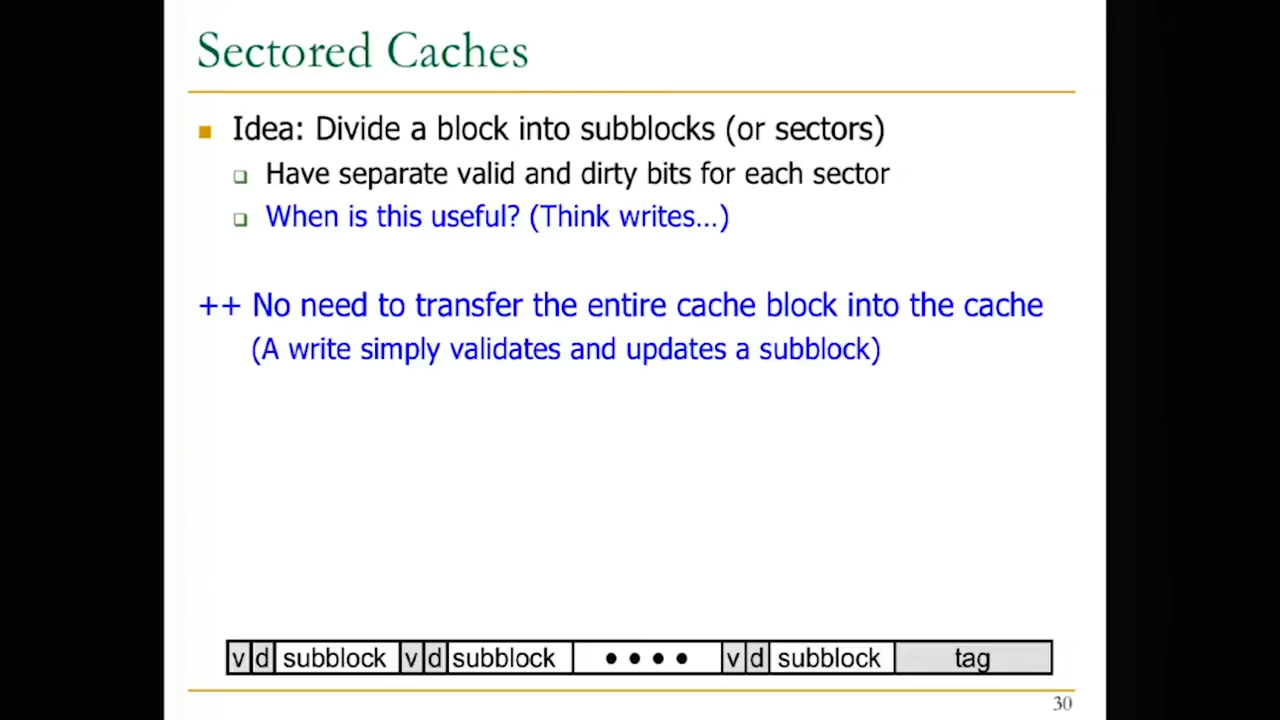 Sectored Caches
Idea: Divide a block into subblocks (or sectors)
Have separate valid and dirty bits for each sector
When is this useful? (Think writes…)
++ No need to transfer the entire cache block into the cache
(A write simply validates and updates a subblock)
v d subblock v d subblock • • • • v d subblock tag
30